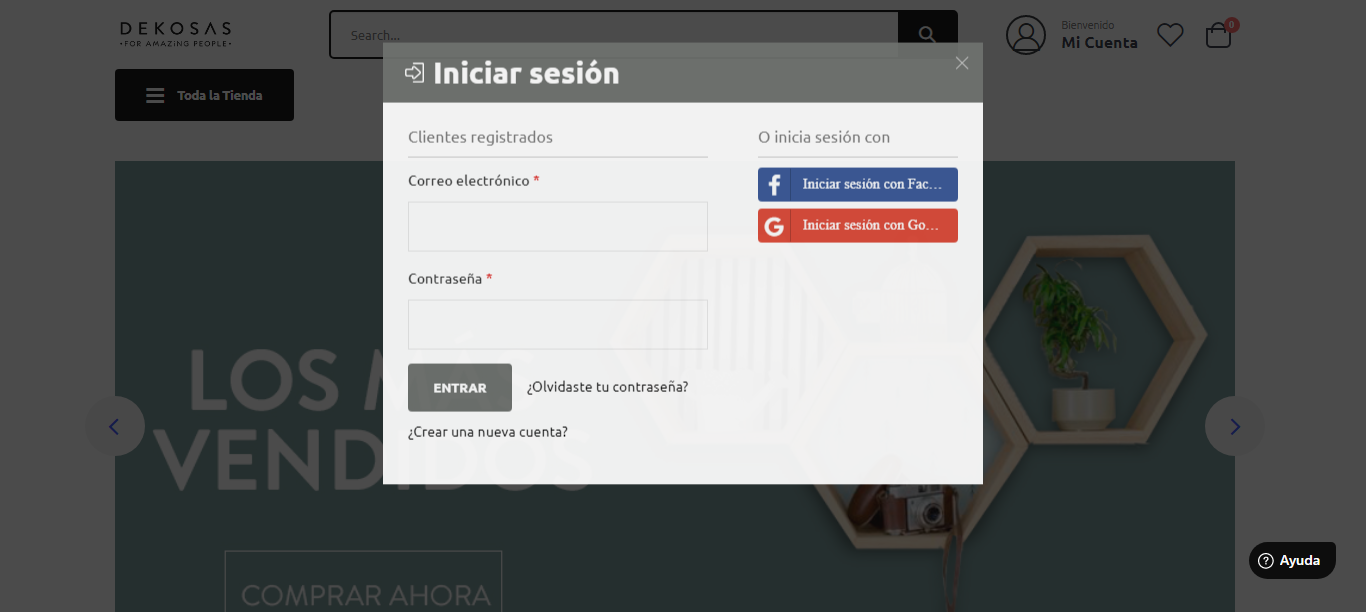 DEKOSAS
•FOR AMAZING PEOPLE•
Search...
Bienvenido
Mi Cuenta
0
Toda la Tienda
Iniciar sesión
Clientes registrados
O inicia sesión con
Correo electrónico *
Iniciar sesión con Fac...
Iniciar sesión con Go...
Contraseña *
ENTRAR
¿Olvidaste tu contraseña?
¿Crear una nueva cuenta?
LOS MÁS
VENDIDOS
COMPRAR AHORA
Ayuda